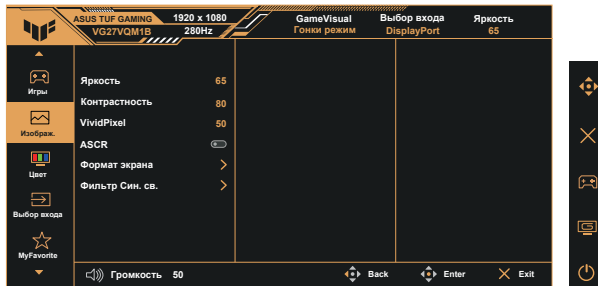 ASUS TUF GAMING 1920 x 1080 GameVisual Выбор входа Яркость
VG27VQM1B 280Hz Гонки режим DisplayPort 65
Игры
Изображ.
Цвет
Выбор входа
MyFavorite
Яркость 65
Контрастность 80
VividPixel 50
ASCR
Формат экрана
Фильтр Син. св.
Громкость 50 Back Enter Exit